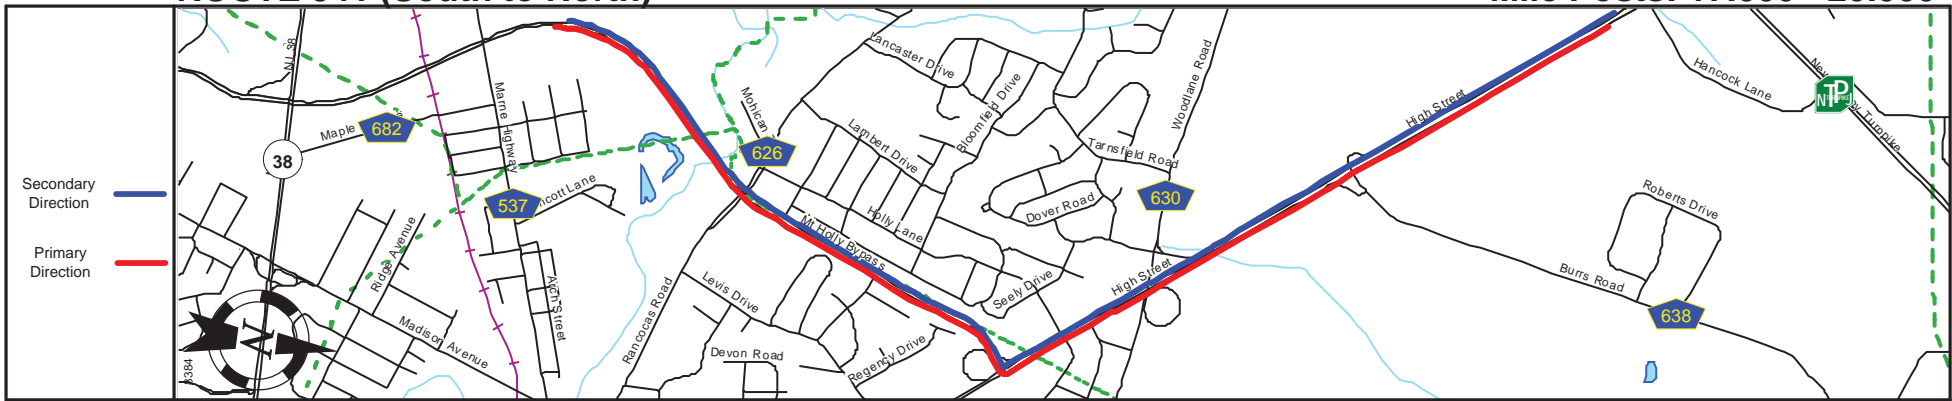 Secondary
Direction
Primary
Direction
NJ 38
38
Maple
682
Marne Highway
537
icott Lane
Ridge Avenue
Madison Avenue
Arch Street
N
Mohican
626
Lancaster Drive
Bloomfield Drive
Lambert Drive
Holly Lane
Mt Holly Bypass
Rancocas Road
Levis Drive
Devon Road
Regency Drive
Seely Drive
Dover Road
Tarnsfield Road
Woodlane Road
630
High Street
High Street
Hancock Lane
Turnpike
Roberts Drive
Burrs Road
638